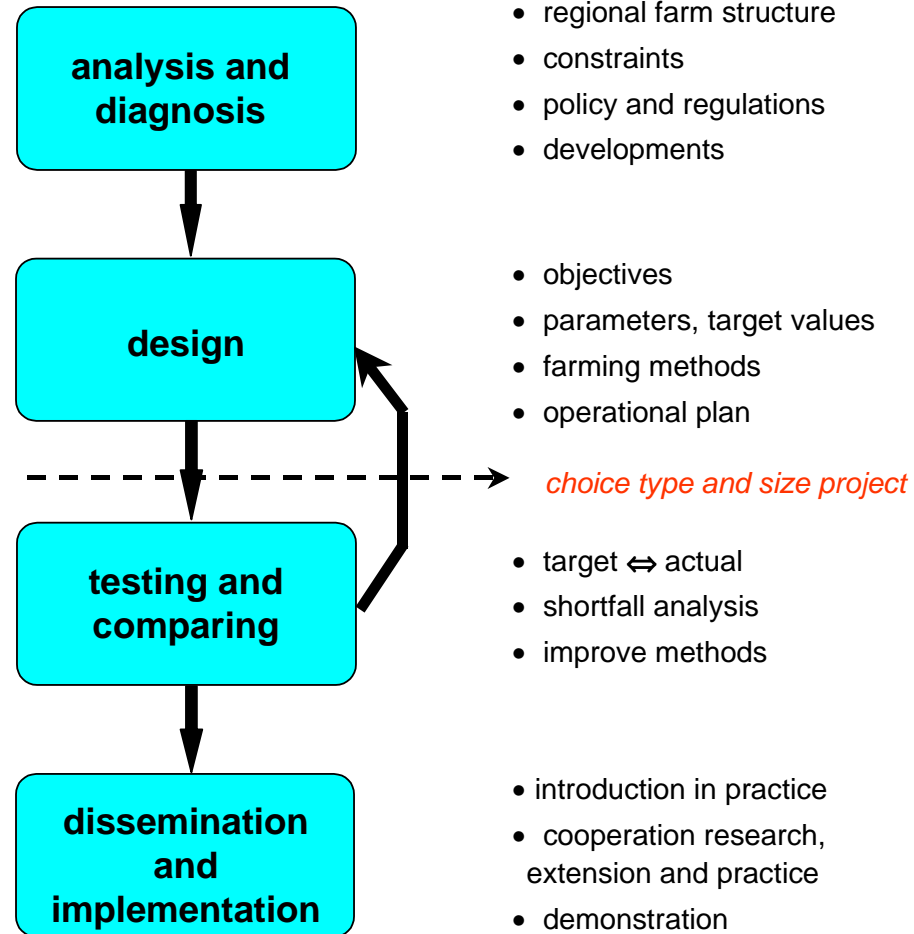 analysis and
diagnosis
• regional farm structure
• constraints
• policy and regulations
• developments
design
• objectives
• parameters, target values
• farming methods
• operational plan
choice type and size project
testing and
comparing
• target ⇔ actual
• shortfall analysis
• improve methods
dissemination
and
implementation
• introduction in practice
• cooperation research,
extension and practice
• demonstration